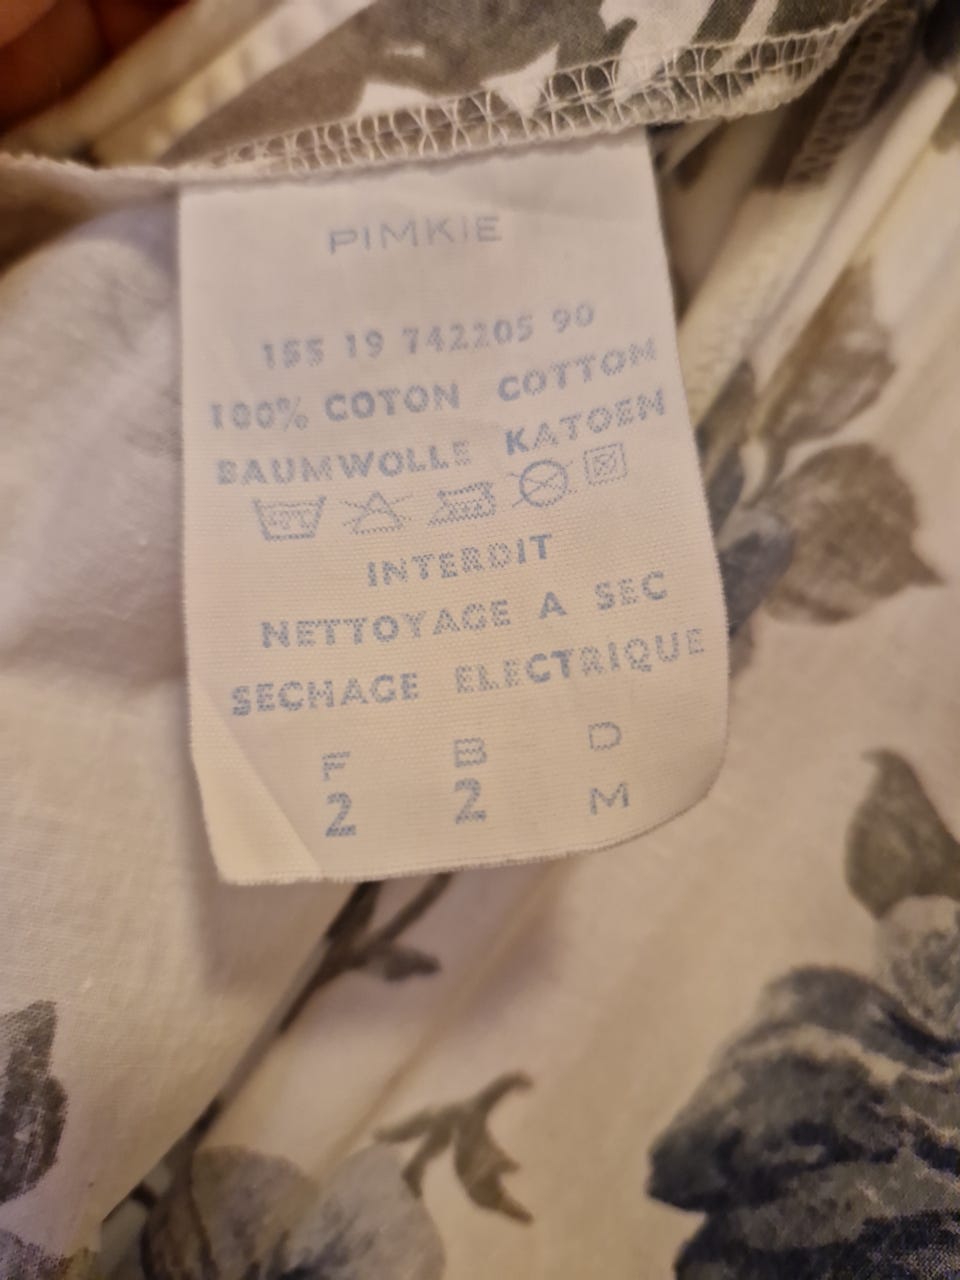 PIMKIE
155 19 742205 90
100% COTON COTTON
BAUMWOLLE KATOEN
INTERDIT
NETTOYAGE A SEC
SECHAGE ELECTRIQUE
F B D
2 2 M